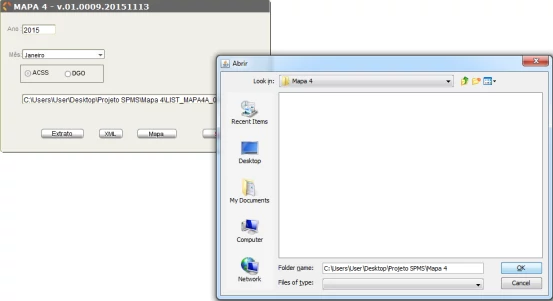 MAPA 4 - v.01.0009.20151113
Ano 2015
Mês Janeiro
ACSS DGO
C:\Users\User\Desktop\Projeto SPMS\Mapa 4\LIST_MAPA4A_0
Extrato XML Mapa
Abrir
Look in: Mapa 4
Recent Items
Desktop
My Documents
Computer
Network
Folder name: C:\Users\User\Desktop\Projeto SPMS\Mapa 4 OK
Files of type: Cancel